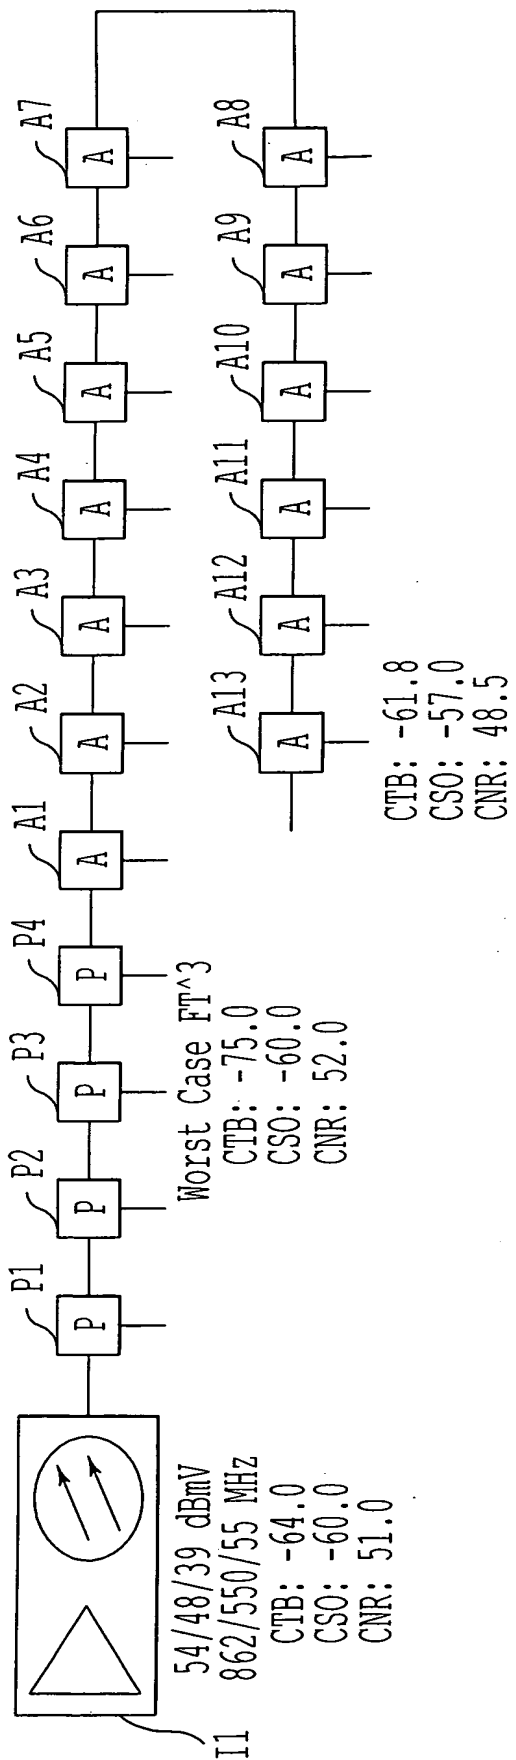 I1
54/48/39 dBmV
862/550/55 MHz
CTB: -64.0
CSO: -60.0
CNR: 51.0
P1
P
P2
P
P3
P
P4
P
Worst Case FT^3
CTB: -75.0
CSO: -60.0
CNR: 52.0
A1
A
A2
A
A3
A
A4
A
A5
A
A6
A
A7
A
A8
A
A9
A
A10
A
A11
A
A12
A
A13
A
CTB: -61.8
CSO: -57.0
CNR: 48.5